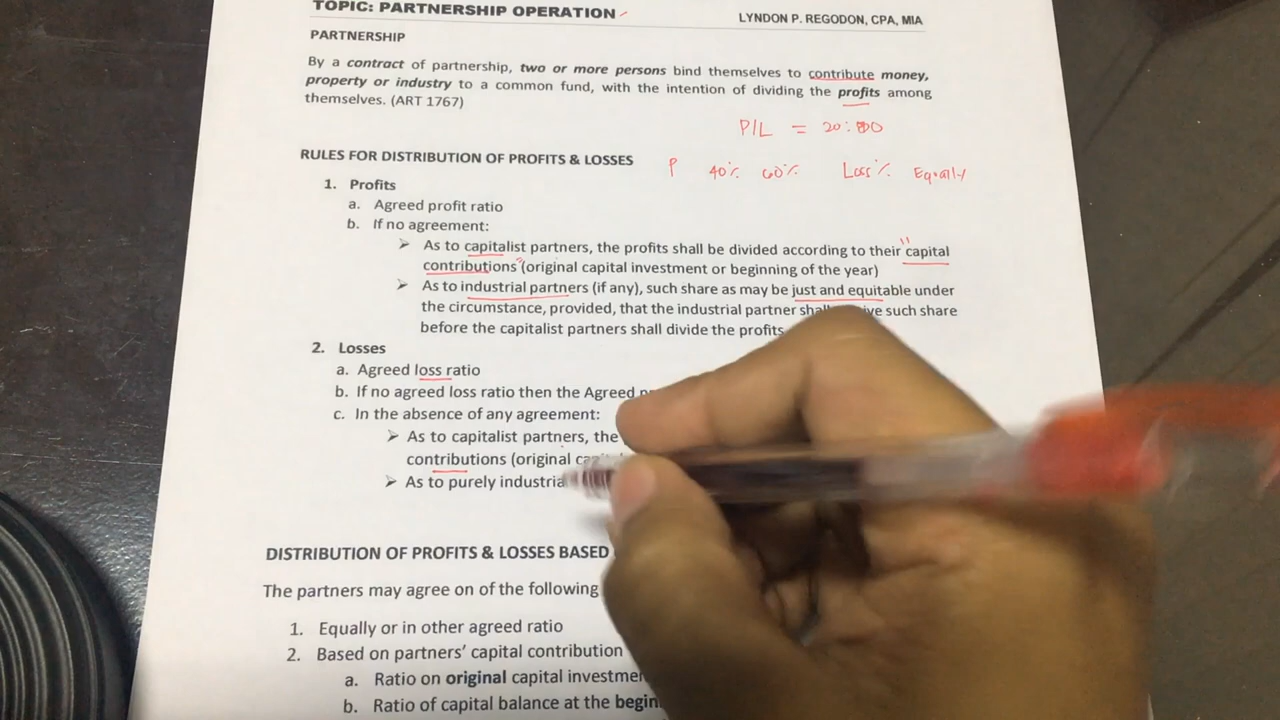 TOPIC: PARTNERSHIP OPERATION
LYNDON P. REGODON, CPA, MIA
PARTNERSHIP
By a contract of partnership, two or more persons bind themselves to contribute money,
property or industry to a common fund, with the intention of dividing the profits among
themselves. (ART 1767)
P/L = 20:80
RULES FOR DISTRIBUTION OF PROFITS & LOSSES
P 40% 60% Loss % Equally
1. Profits
a. Agreed profit ratio
b. If no agreement:
➢ As to capitalist partners, the profits shall be divided according to their "capital
contributions" (original capital investment or beginning of the year)
➢ As to industrial partners (if any), such share as may be just and equitable under
the circumstance, provided, that the industrial partner such share
before the capitalist partners shall divide the profits
2. Losses
a. Agreed loss ratio
b. If no agreed loss ratio then the Agreed
c. In the absence of any agreement:
➢ As to capitalist partners, the
contributions (original
➢ As to purely
DISTRIBUTION OF PROFITS & LOSSES BASED
The partners may agree on of the following
1. Equally or in other agreed ratio
2. Based on partners' capital contribution
a. Ratio on original capital
b. Ratio of capital balance at the